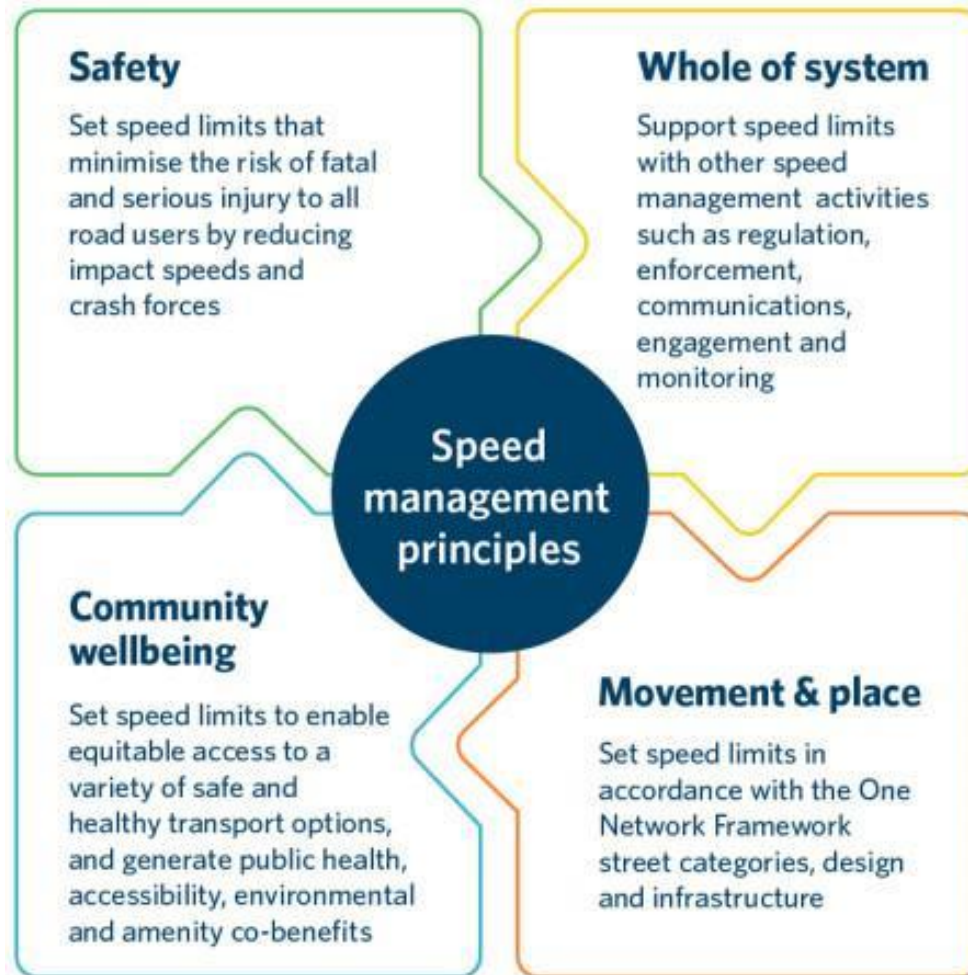 Safety
Set speed limits that
minimise the risk of fatal
and serious injury to all
road users by reducing
impact speeds and
crash forces
Whole of system
Support speed limits
with other speed
management activities
such as regulation,
enforcement,
communications,
engagement and
monitoring
Speed
management
principles
Community
wellbeing
Set speed limits to enable
equitable access to a
variety of safe and
healthy transport options,
and generate public health,
accessibility, environmental
and amenity co-benefits
Movement & place
Set speed limits in
accordance with the One
Network Framework
street categories, design
and infrastructure